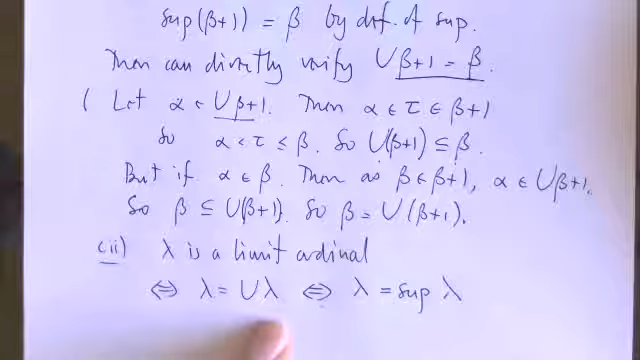 sup(β+1) = β by def. of sup.
Then can directly verify ∪β+1 = β.
( Let α ∈ ∪β+1. Then α ∈ τ ∈ β+1
So α < τ ≤ β. So ∪(β+1) ⊆ β.
But if α ∈ β. Then as β ∈ β+1, α ∈ ∪β+1.
So β ⊆ ∪(β+1). So β = ∪(β+1).
(ii) λ is a limit ordinal
⇔ λ = ∪λ ⇔ λ = sup λ